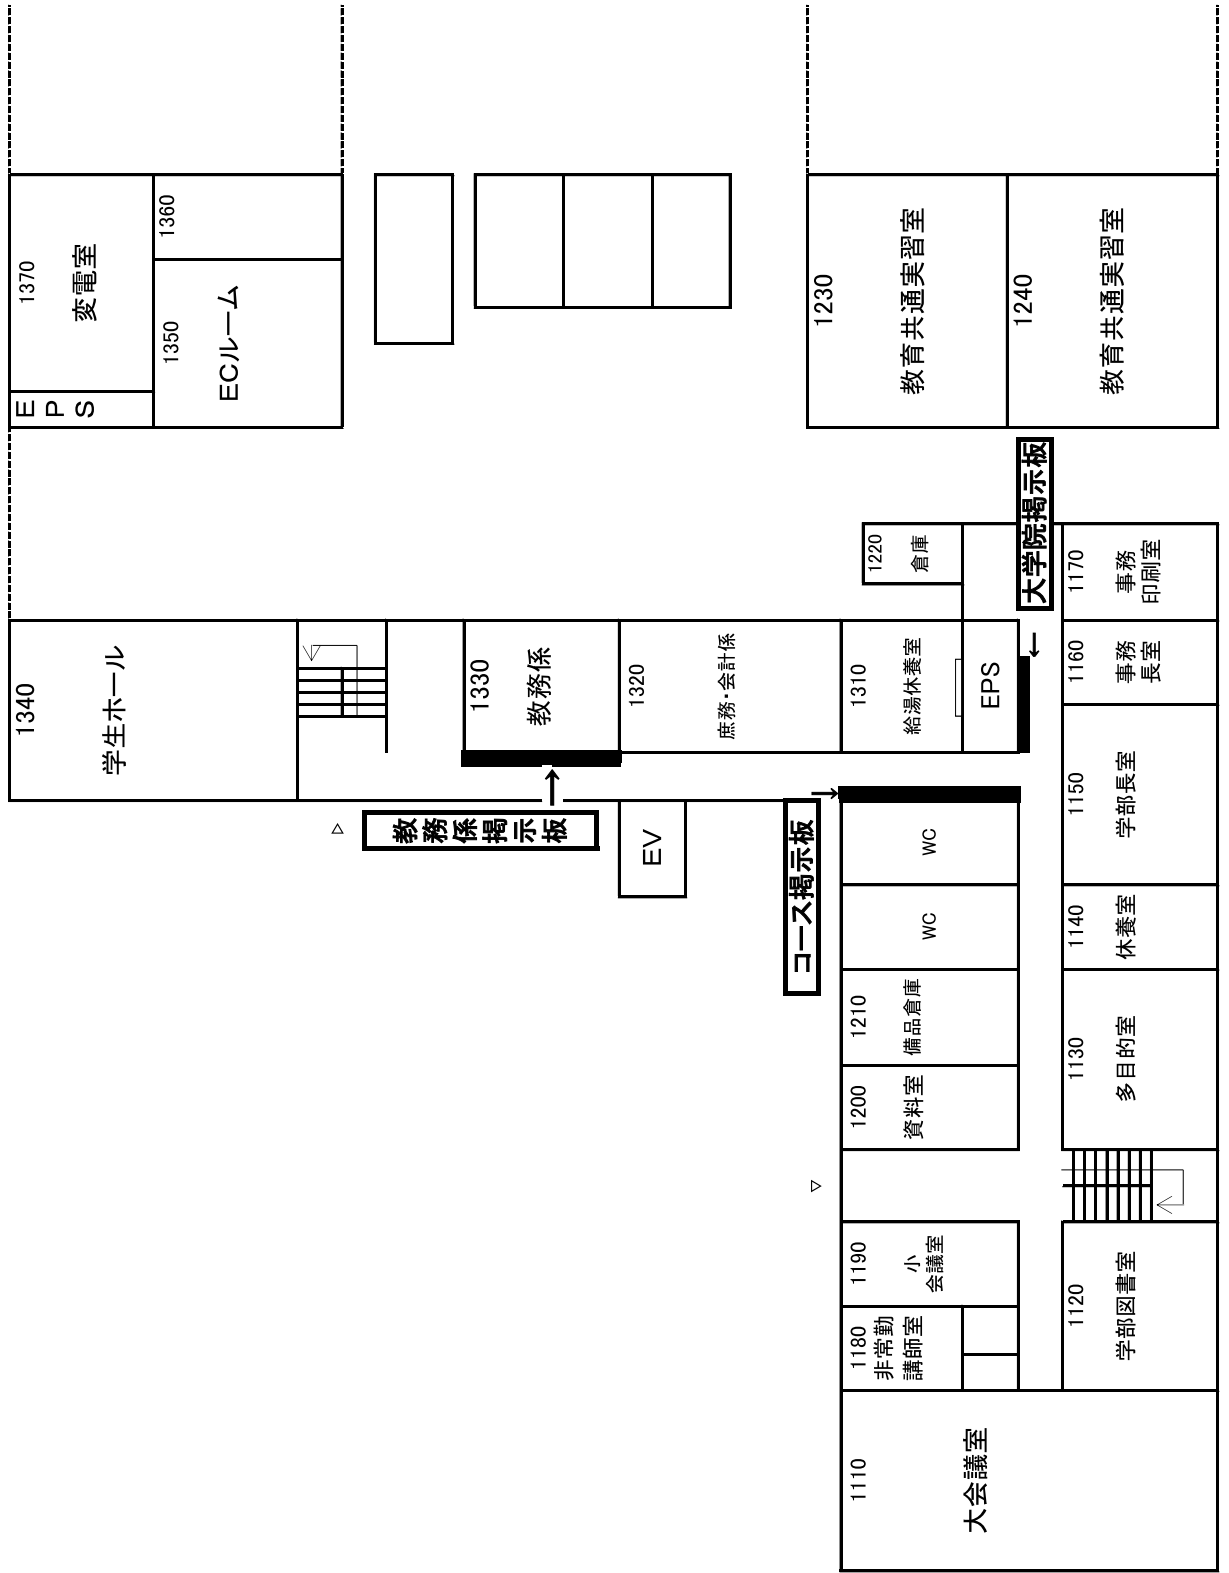 1370
変電室
EPS
1360
1350
ECルーム
1230
教育共通実習室
1240
教育共通実習室
1340
学生ホール
1330
教務係
1320
庶務・会計係
1310
給湯休養室
EPS
1220
倉庫
大学院掲示板
1170
事務
印刷室
1160
事務
長室
1150
学部長室
1140
休養室
1130
多目的室
教務係掲示板
EV
コース掲示板
WC
WC
1210
備品倉庫
1200
資料室
1190
小
会議室
1180
非常勤
講師室
1120
学部図書室
1110
大会議室